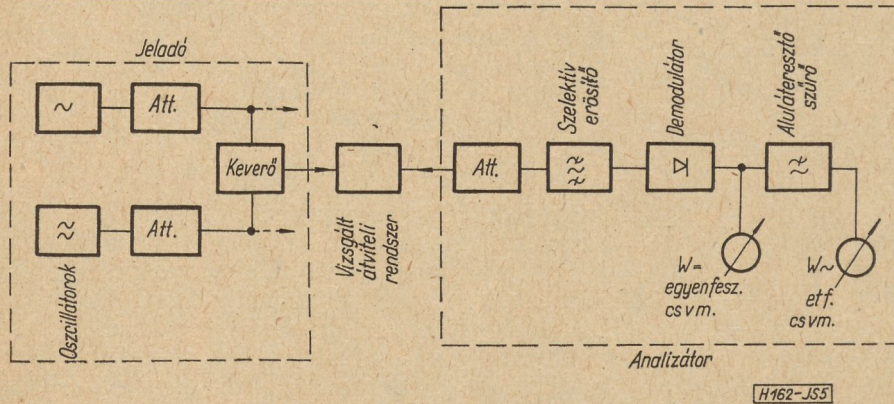 Jeladó
Att.
Att.
Keverő
Oszcillátorok
Vizsgált
átviteli
rendszer
Att.
Szelektív
erősítő
Demodulátor
Aluláteresztő
szűrő
W=
egyenfesz.
csvm.
W~
etf.
csvm.
Analizátor
H162-JS5